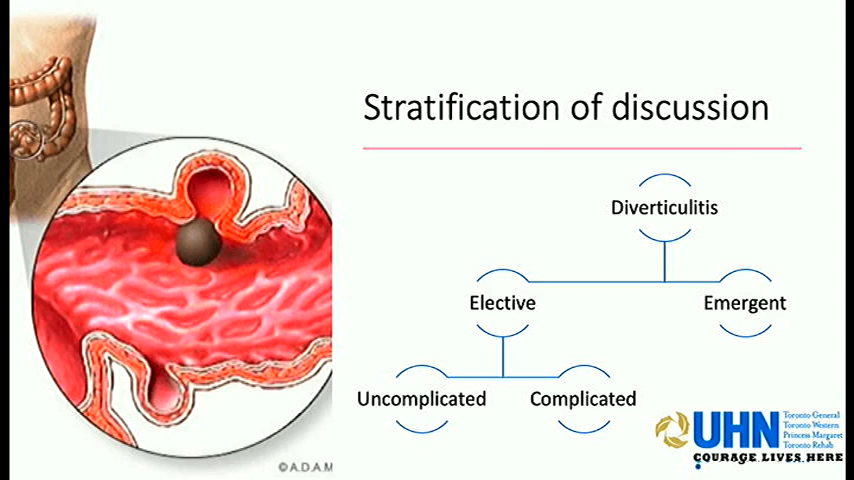 Stratification of discussion
Diverticulitis
Elective
Emergent
Uncomplicated
Complicated
UHN
Toronto General
Toronto Western
Princess Margaret
Toronto Rehab
COURAGE LIVES HERE
©A.D.A.M